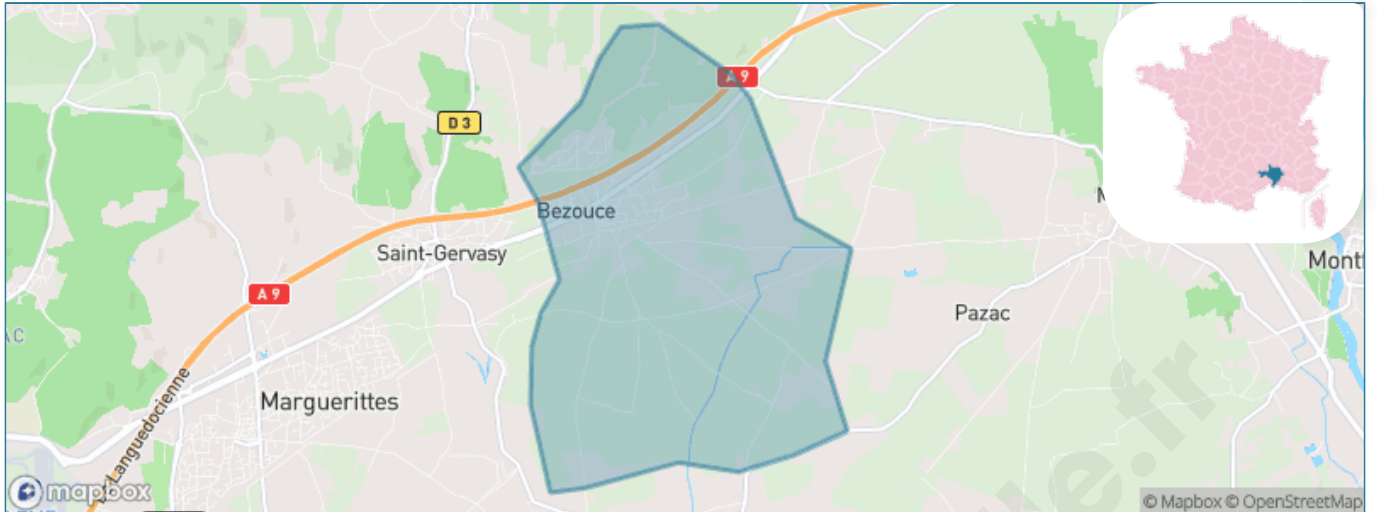 A 9
D 3
Bezouce
Saint-Gervasy
A 9
Pazac
Marguerittes
Languedocienne
mapbox
© Mapbox © OpenStreetMap